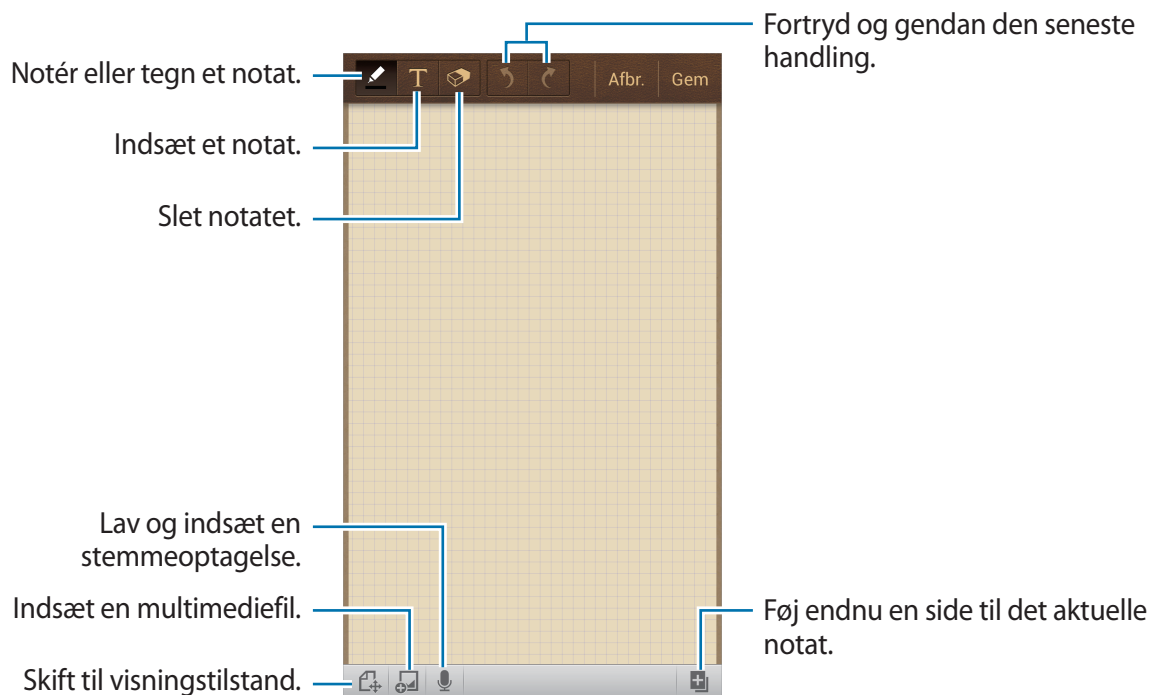 Fortryd og gendan den seneste
handling.
Notér eller tegn et notat.
T
Afbr.
Gem
Indsæt et notat.
Slet notatet.
Lav og indsæt en
stemmeoptagelse.
Indsæt en multimediefil.
Føj endnu en side til det aktuelle
notat.
Skift til visningstilstand.